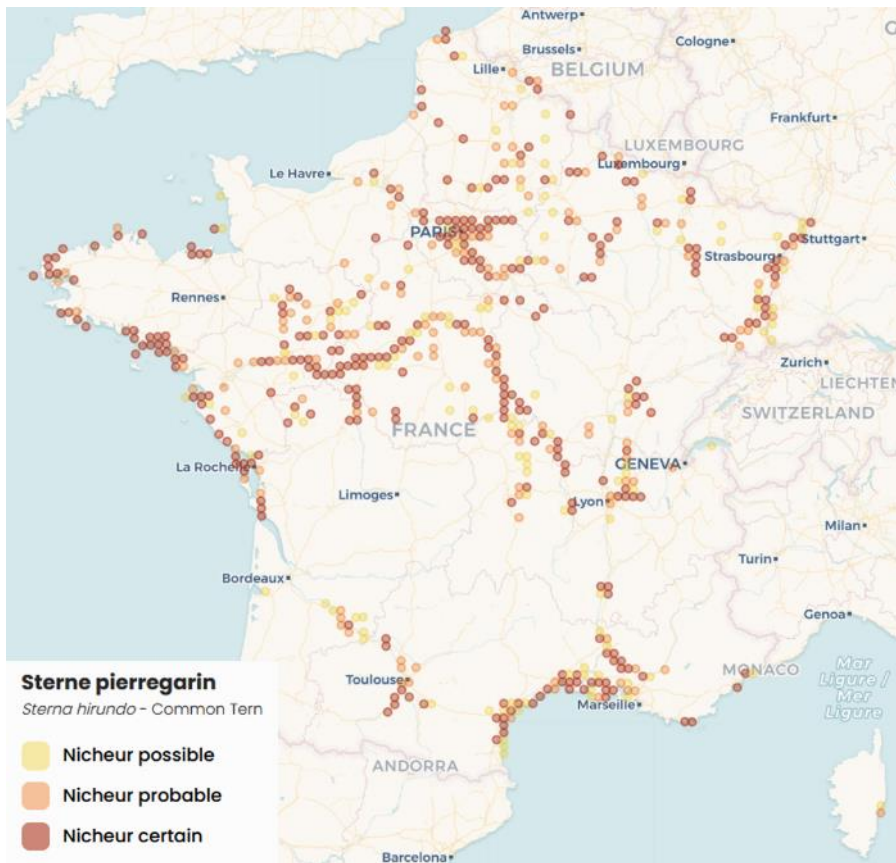 Antwerp
Brussels
Cologne
Lille
BELGIUM
Frankfurt
LUXEMBOURG
Luxembourg
Le Havre
PARIS
Strasbourg
Stuttgart
Rennes
Zurich
LIECHTEN
SWITZERLAND
FRANCE
La Rochelle
GENEVA
Limoges
Lyon
Milan
Turin
Bordeaux
Genoa
MONACO
Mar
Ligure /
Mer
Ligure
Toulouse
Marseille
ANDORRA
Barcelona
Sterne pierregarin
Sterna hirundo - Common Tern
Nicheur possible
Nicheur probable
Nicheur certain